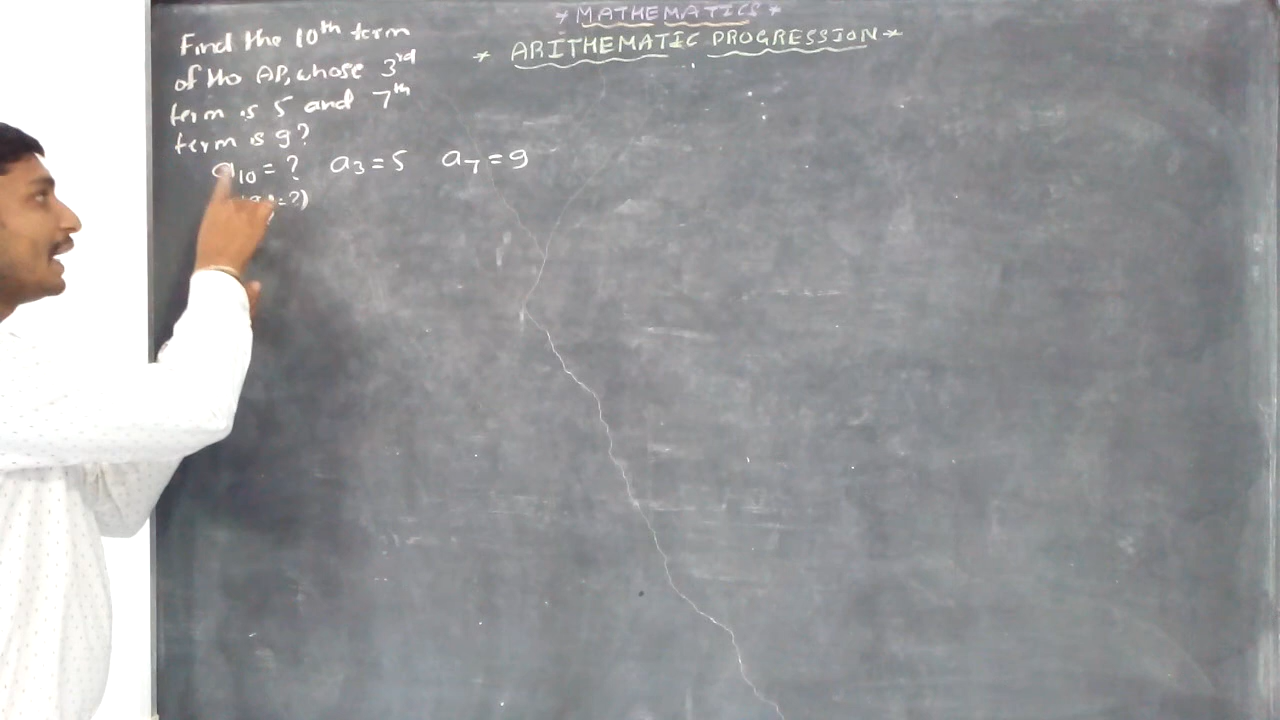 * MATHEMATICS *
* ARITHEMATIC PROGRESSION *
Find the 10th term
of the AP, whose 3rd
term is 5 and 7th
term is 9?
a10 = ? a3 = 5 a7 = 9
= ?)